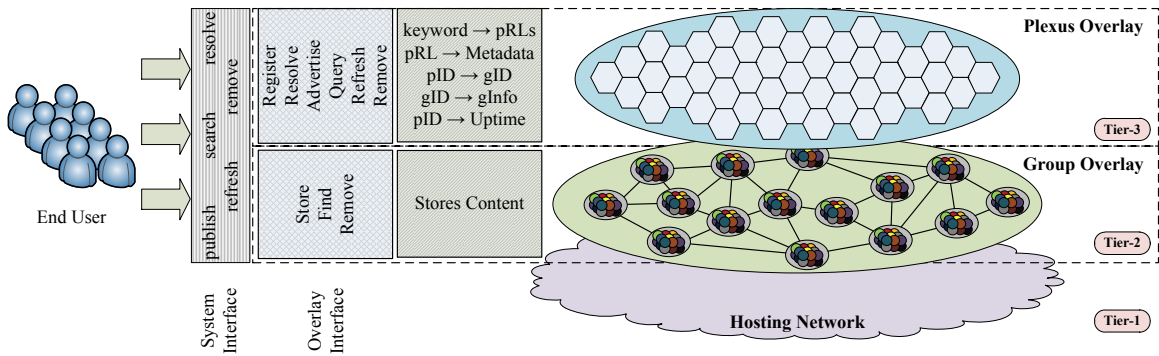 End User
publish search resolve
refresh remove
System
Interface
Register
Resolve
Advertise
Query
Refresh
Remove
Store
Find
Remove
Overlay
Interface
keyword → pRLs
pRL → Metadata
pID → gID
gID → gInfo
pID → Uptime
Stores Content
Plexus Overlay
Tier-3
Group Overlay
Tier-2
Hosting Network
Tier-1